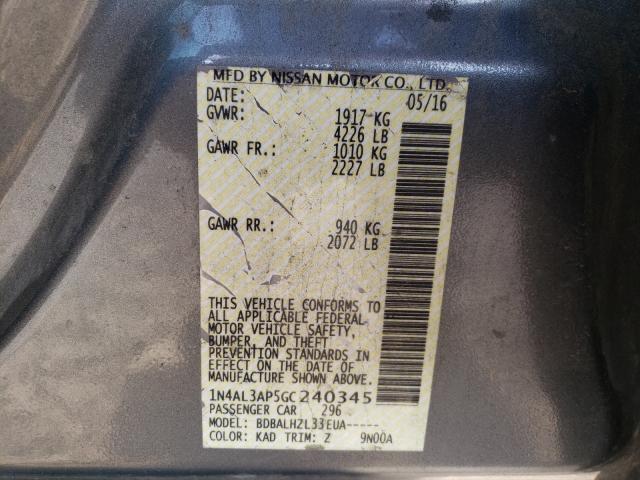 MFD BY NISSAN MOTOR CO., LTD.
DATE: 05/16
GVWR: 1917 KG
4226 LB
GAWR FR.: 1010 KG
2227 LB
GAWR RR.: 940 KG
2072 LB
THIS VEHICLE CONFORMS TO
ALL APPLICABLE FEDERAL
MOTOR VEHICLE SAFETY,
BUMPER, AND THEFT
PREVENTION STANDARDS IN
EFFECT ON THE DATE OF
MANUFACTURE SHOWN ABOVE.
1N4AL3AP5GC240345
PASSENGER CAR 296
MODEL: BDBALHZL33EUA-----
COLOR: KAD TRIM: Z 9N00A